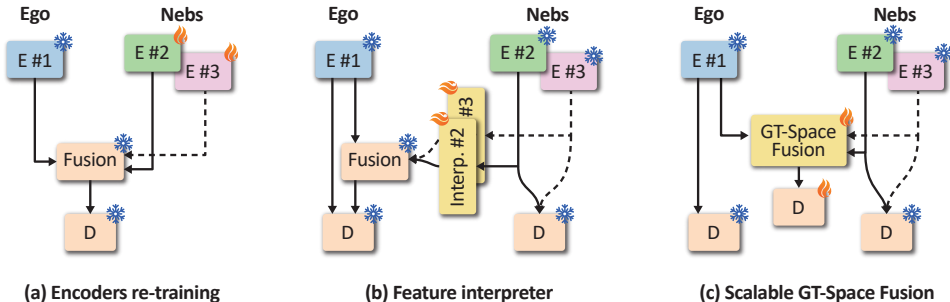 Ego
Nebs
E #1
E #2
E #3
Fusion
D
(a) Encoders re-training
Ego
Nebs
E #1
E #2
E #3
#3
Interp. #2
Fusion
D
D
(b) Feature interpreter
Ego
Nebs
E #1
E #2
E #3
GT-Space
Fusion
D
D
D
(c) Scalable GT-Space Fusion